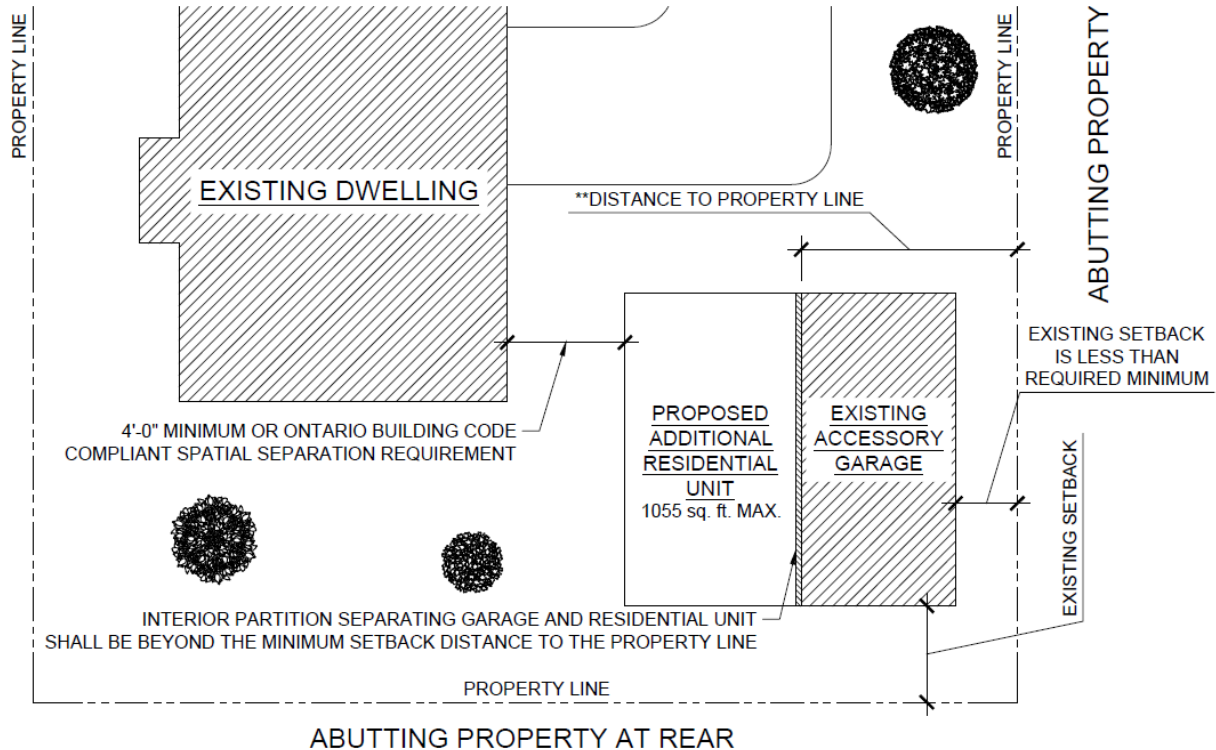 PROPERTY LINE
PROPERTY LINE
ABUTTING PROPERTY
EXISTING DWELLING
**DISTANCE TO PROPERTY LINE
EXISTING SETBACK
IS LESS THAN
REQUIRED MINIMUM
4'-0" MINIMUM OR ONTARIO BUILDING CODE
COMPLIANT SPATIAL SEPARATION REQUIREMENT
PROPOSED
ADDITIONAL
RESIDENTIAL
UNIT
1055 sq. ft. MAX.
EXISTING
ACCESSORY
GARAGE
EXISTING SETBACK
INTERIOR PARTITION SEPARATING GARAGE AND RESIDENTIAL UNIT
SHALL BE BEYOND THE MINIMUM SETBACK DISTANCE TO THE PROPERTY LINE
PROPERTY LINE
ABUTTING PROPERTY AT REAR